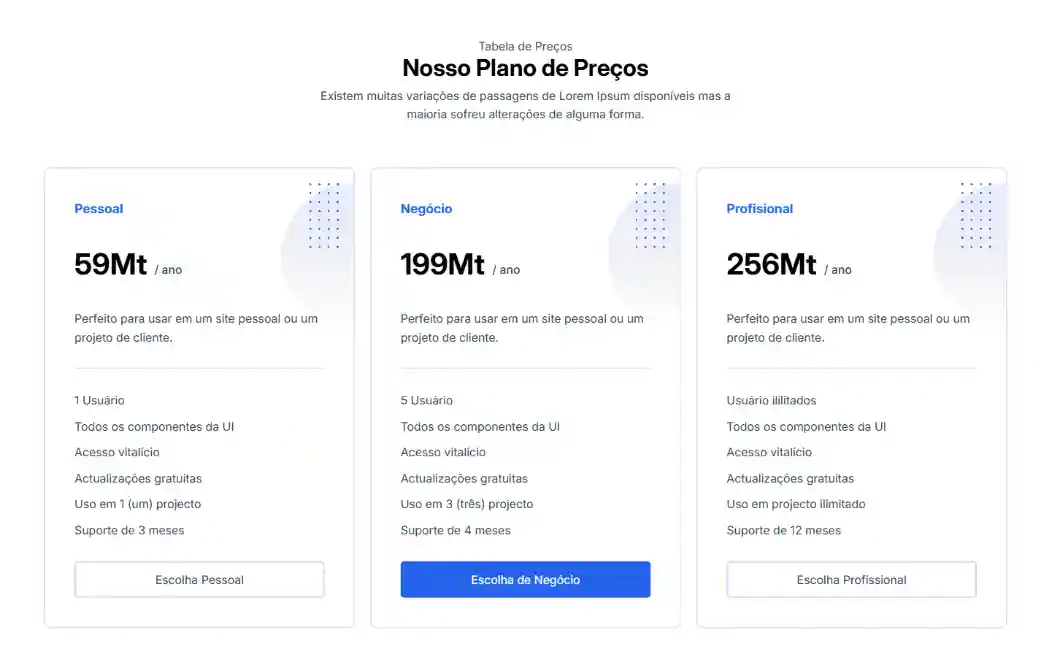 Tabela de Preços
Nosso Plano de Preços
Existem muitas variações de passagens de Lorem Ipsum disponíveis mas a
maioria sofreu alterações de alguma forma.
Pessoal
59Mt / ano
Perfeito para usar em um site pessoal ou um
projeto de cliente.
1 Usuário
Todos os componentes da UI
Acesso vitalício
Actualizações gratuitas
Uso em 1 (um) projecto
Suporte de 3 meses
Escolha Pessoal
Negócio
199Mt / ano
Perfeito para usar em um site pessoal ou um
projeto de cliente.
5 Usuário
Todos os componentes da UI
Acesso vitalício
Actualizações gratuitas
Uso em 3 (três) projecto
Suporte de 4 meses
Escolha de Negócio
Profisional
256Mt / ano
Perfeito para usar em um site pessoal ou um
projeto de cliente.
Usuário ililitados
Todos os componentes da UI
Acesso vitalício
Actualizações gratuitas
Uso em projecto ilimitado
Suporte de 12 meses
Escolha Profissional